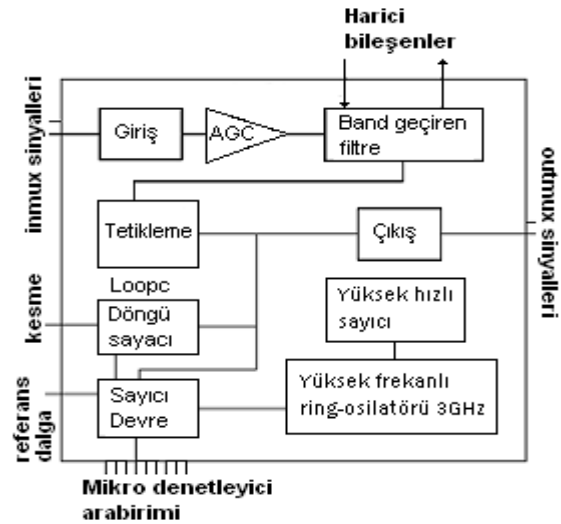 Harici
bileşenler
inmux sinyalleri
Giriş
AGC
Band geçiren
filtre
outmux sinyalleri
Tetikleme
Çıkış
Loopc
Döngü
sayacı
kesme
Yüksek hızlı
sayıcı
Sayıcı
Devre
referans
dalga
Yüksek frekanlı
ring-osilatörü 3GHz
Mikro denetleyici
arabirimi